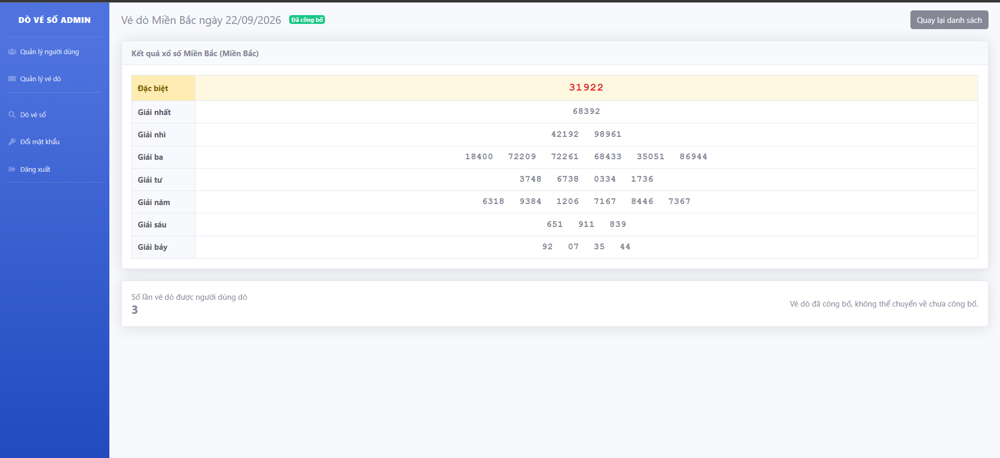 DÒ VÉ SỐ ADMIN
Quản lý người dùng
Quản lý vé dò
Dò vé số
Đổi mật khẩu
Đăng xuất
Vé dò Miền Bắc ngày 22/09/2026 Đã công bố
Quay lại danh sách
Kết quả xổ số Miền Bắc (Miền Bắc)
Đặc biệt 31922
Giải nhất 68392
Giải nhì 42192 98961
Giải ba 18400 72209 72261 68433 35051 86944
Giải tư 3748 6738 0334 1736
Giải năm 6318 9384 1206 7167 8446 7367
Giải sáu 651 911 839
Giải bảy 92 07 35 44
Số lần vé dò được người dùng dò
3
Vé dò đã công bố, không thể chuyển về chưa công bố.